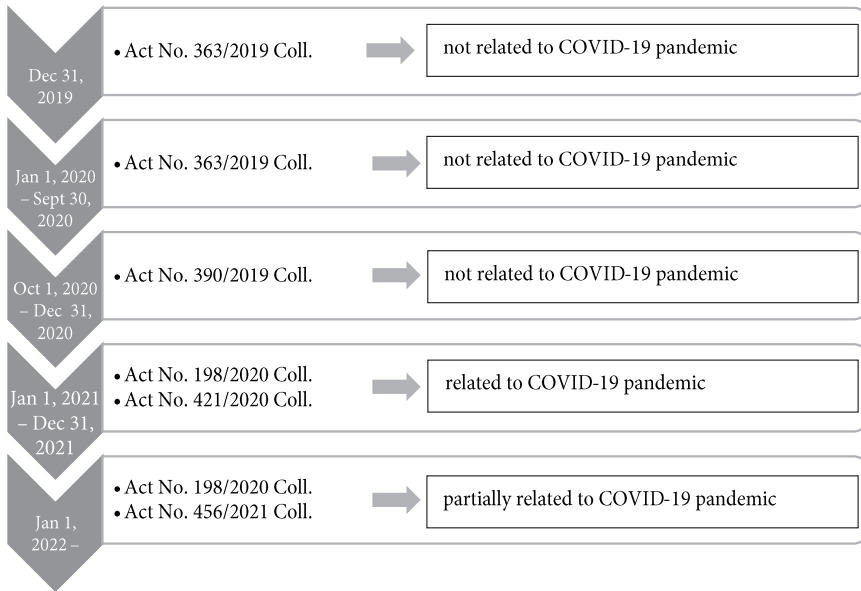 Dec 31,
2019
• Act No. 363/2019 Coll.
not related to COVID-19 pandemic
Jan 1, 2020
– Sept 30,
2020
• Act No. 363/2019 Coll.
not related to COVID-19 pandemic
Oct 1, 2020
– Dec 31,
2020
• Act No. 390/2019 Coll.
not related to COVID-19 pandemic
Jan 1, 2021
– Dec 31,
2021
• Act No. 198/2020 Coll.
• Act No. 421/2020 Coll.
related to COVID-19 pandemic
Jan 1,
2022 –
• Act No. 198/2020 Coll.
• Act No. 456/2021 Coll.
partially related to COVID-19 pandemic